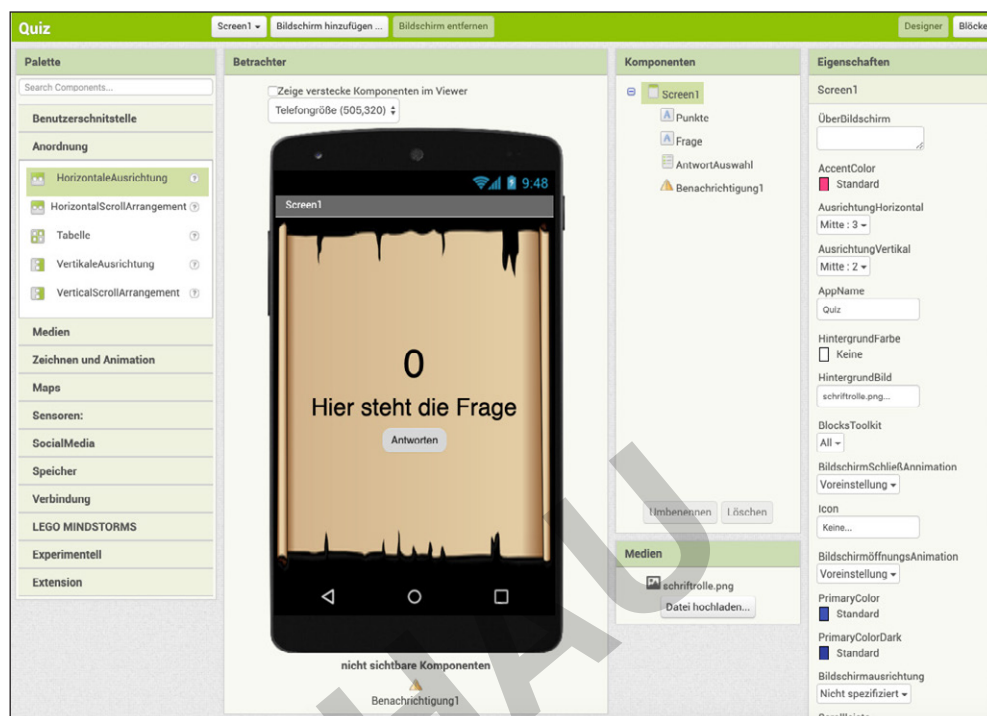 Quiz
Screen1
Bildschirm hinzufügen ...
Bildschirm entfernen
Designer
Blöcke
Palette
Search Components...
Benutzerschnittstelle
Anordnung
HorizontaleAusrichtung
HorizontalScrollArrangement
Tabelle
VertikaleAusrichtung
VerticalScrollArrangement
Medien
Zeichnen und Animation
Maps
Sensoren:
SocialMedia
Speicher
Verbindung
LEGO MINDSTORMS
Experimentell
Extension
Betrachter
Zeige verstecke Komponenten im Viewer
Telefongröße (505,320)
9:48
Screen1
0
Hier steht die Frage
Antworten
nicht sichtbare Komponenten
Benachrichtigung1
Komponenten
Screen1
Punkte
Frage
AntwortAuswahl
Benachrichtigung1
Umbenennen
Löschen
Medien
schriftrolle.png
Datei hochladen...
Eigenschaften
Screen1
ÜberBildschirm
AccentColor
Standard
AusrichtungHorizontal
Mitte : 3
AusrichtungVertikal
Mitte : 2
AppName
Quiz
HintergrundFarbe
Keine
HintergrundBild
schriftrolle.png...
BlocksToolkit
All
BildschirmSchließAnnimation
Voreinstellung
Icon
Keine...
BildschirmöffnungsAnimation
Voreinstellung
PrimaryColor
Standard
PrimaryColorDark
Standard
Bildschirmausrichtung
Nicht spezifiziert
HAU